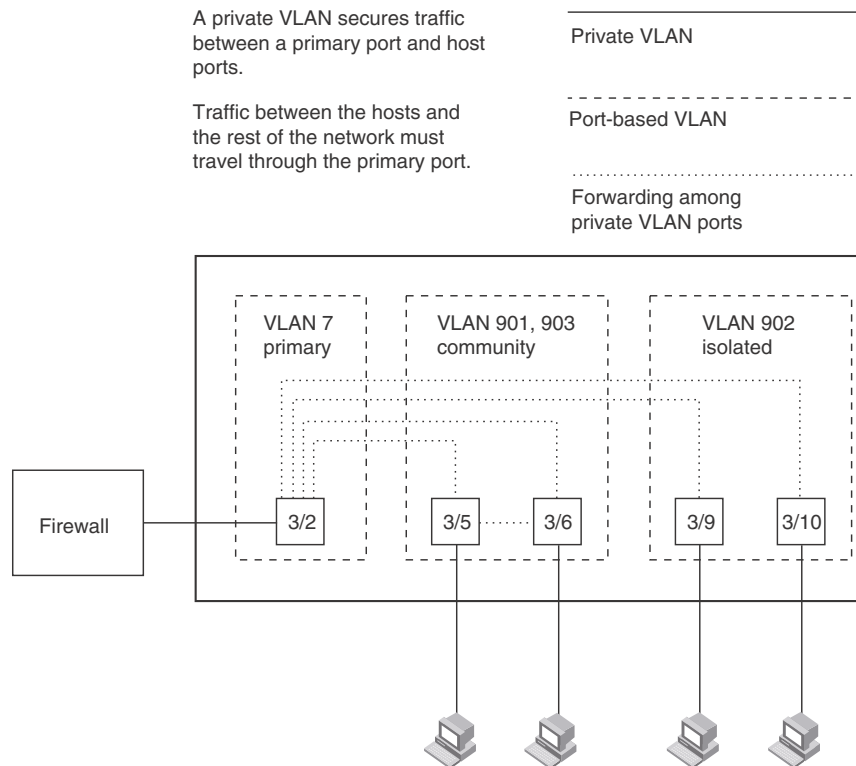 A private VLAN secures traffic
between a primary port and host
ports.
Traffic between the hosts and
the rest of the network must
travel through the primary port.
Private VLAN
Port-based VLAN
Forwarding among
private VLAN ports
VLAN 7
primary
VLAN 901, 903
community
VLAN 902
isolated
Firewall
3/2
3/5
3/6
3/9
3/10